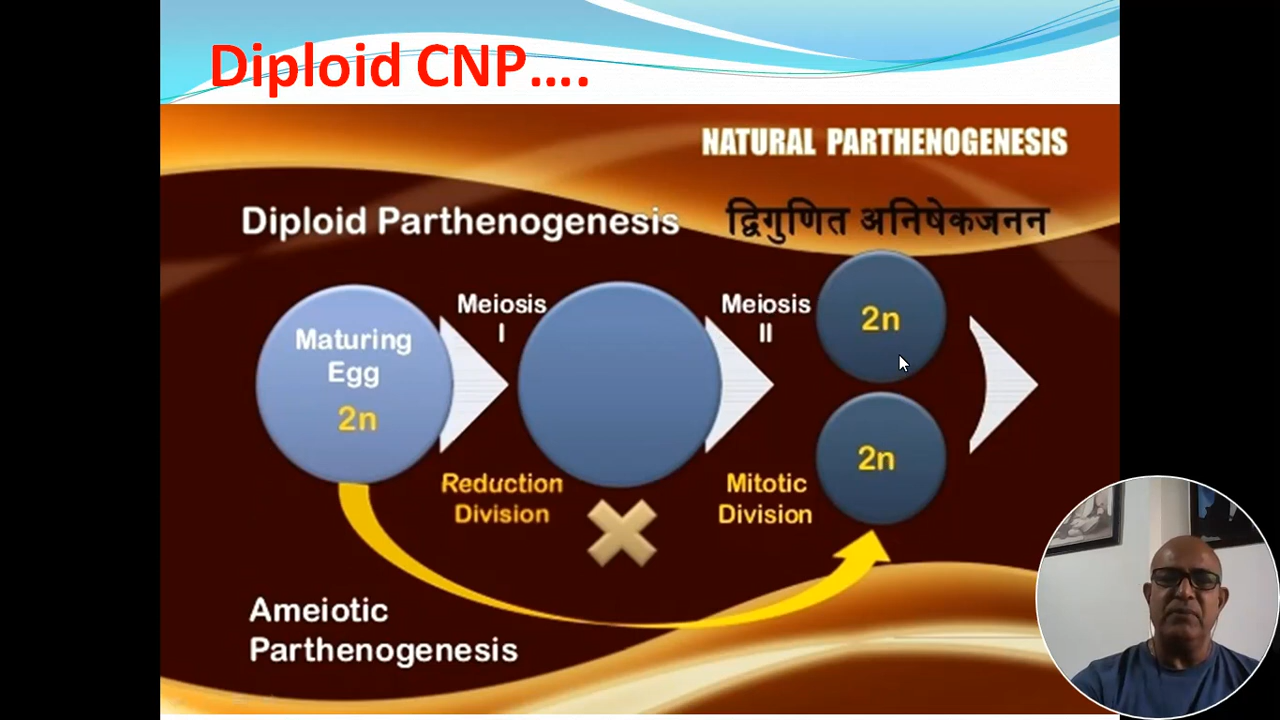 Diploid CNP....
NATURAL PARTHENOGENESIS
Diploid Parthenogenesis
द्विगुणित अनिषेकजनन
Maturing
Egg
2n
Meiosis
I
Reduction
Division
Meiosis
II
Mitotic
Division
2n
2n
Ameiotic
Parthenogenesis